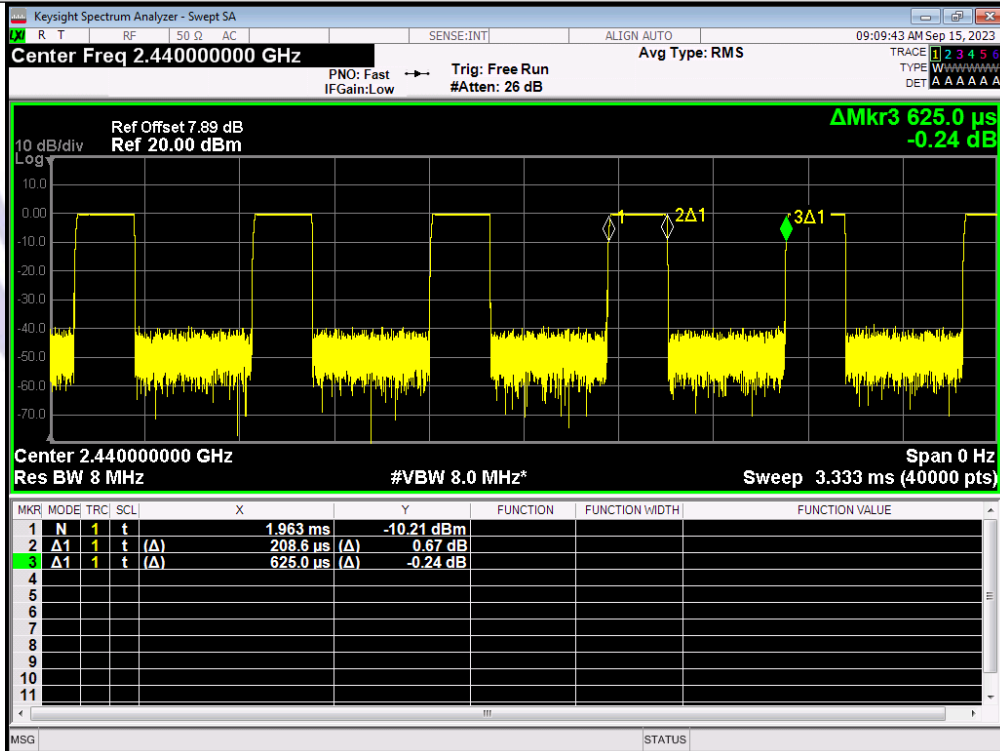 Keysight Spectrum Analyzer - Swept SA
LXI R T RF 50 Ω AC SENSE:INT ALIGN AUTO 09:09:43 AM Sep 15, 2023
Center Freq 2.440000000 GHz Avg Type: RMS TRACE 1 2 3 4 5 6
PNO: Fast Trig: Free Run TYPE W
IFGain:Low #Atten: 26 dB DET A A A A A A
ΔMkr3 625.0 µs
-0.24 dB
Ref Offset 7.89 dB
10 dB/div Ref 20.00 dBm
Log
10.0
0.00
1 2Δ1 3Δ1
-10.0
-20.0
-30.0
-40.0
-50.0
-60.0
-70.0
Center 2.440000000 GHz Span 0 Hz
Res BW 8 MHz #VBW 8.0 MHz* Sweep 3.333 ms (40000 pts)
MKR MODE TRC SCL X Y FUNCTION FUNCTION WIDTH FUNCTION VALUE
1 N 1 t 1.963 ms -10.21 dBm
2 Δ1 1 t (Δ) 208.6 µs (Δ) 0.67 dB
3 Δ1 1 t (Δ) 625.0 µs (Δ) -0.24 dB
4
5
6
7
8
9
10
11
MSG STATUS